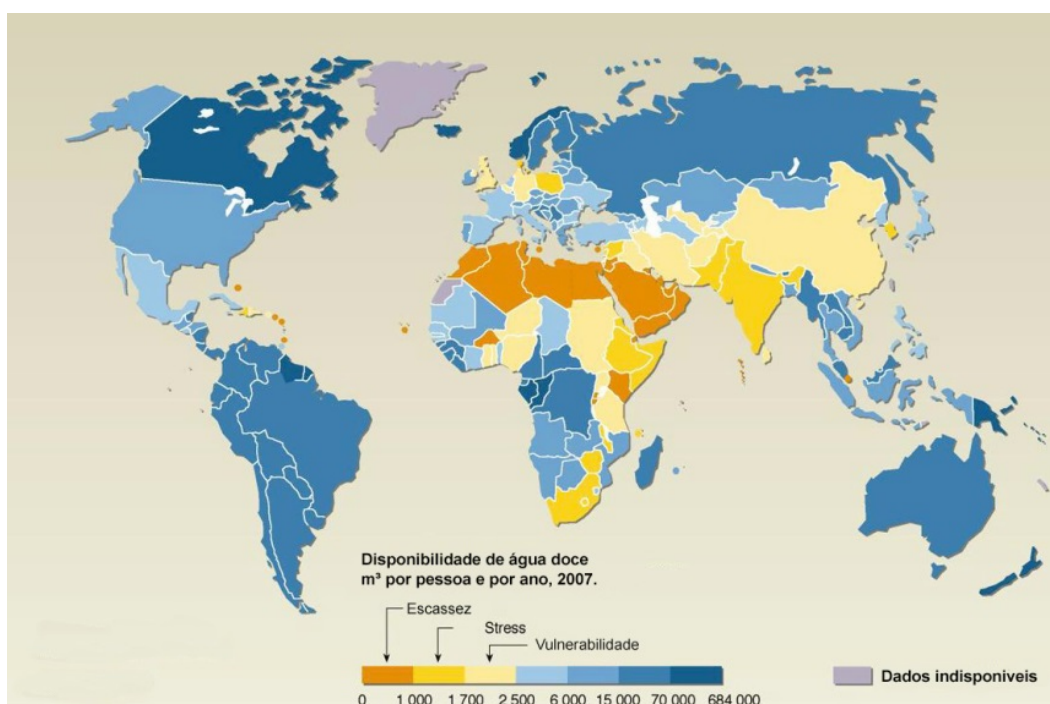 Disponibilidade de água doce
m³ por pessoa e por ano, 2007.
Escassez
Stress
Vulnerabilidade
0 1 000 1 700 2 500 6 000 15 000 70 000 684 000
Dados indisponiveis